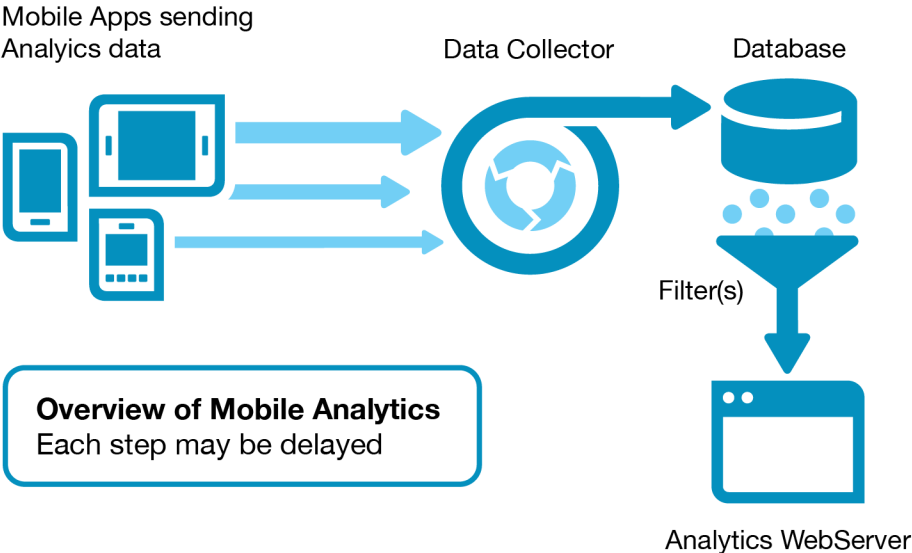 Mobile Apps sending
Analyics data
Data Collector
Database
Filter(s)
Overview of Mobile Analytics
Each step may be delayed
Analytics WebServer